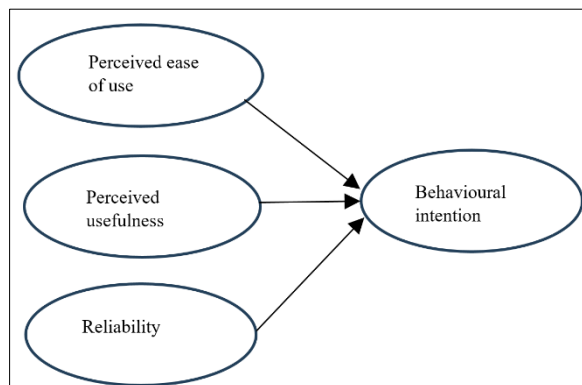 Perceived ease
of use
Perceived
usefulness
Behavioural
intention
Reliability